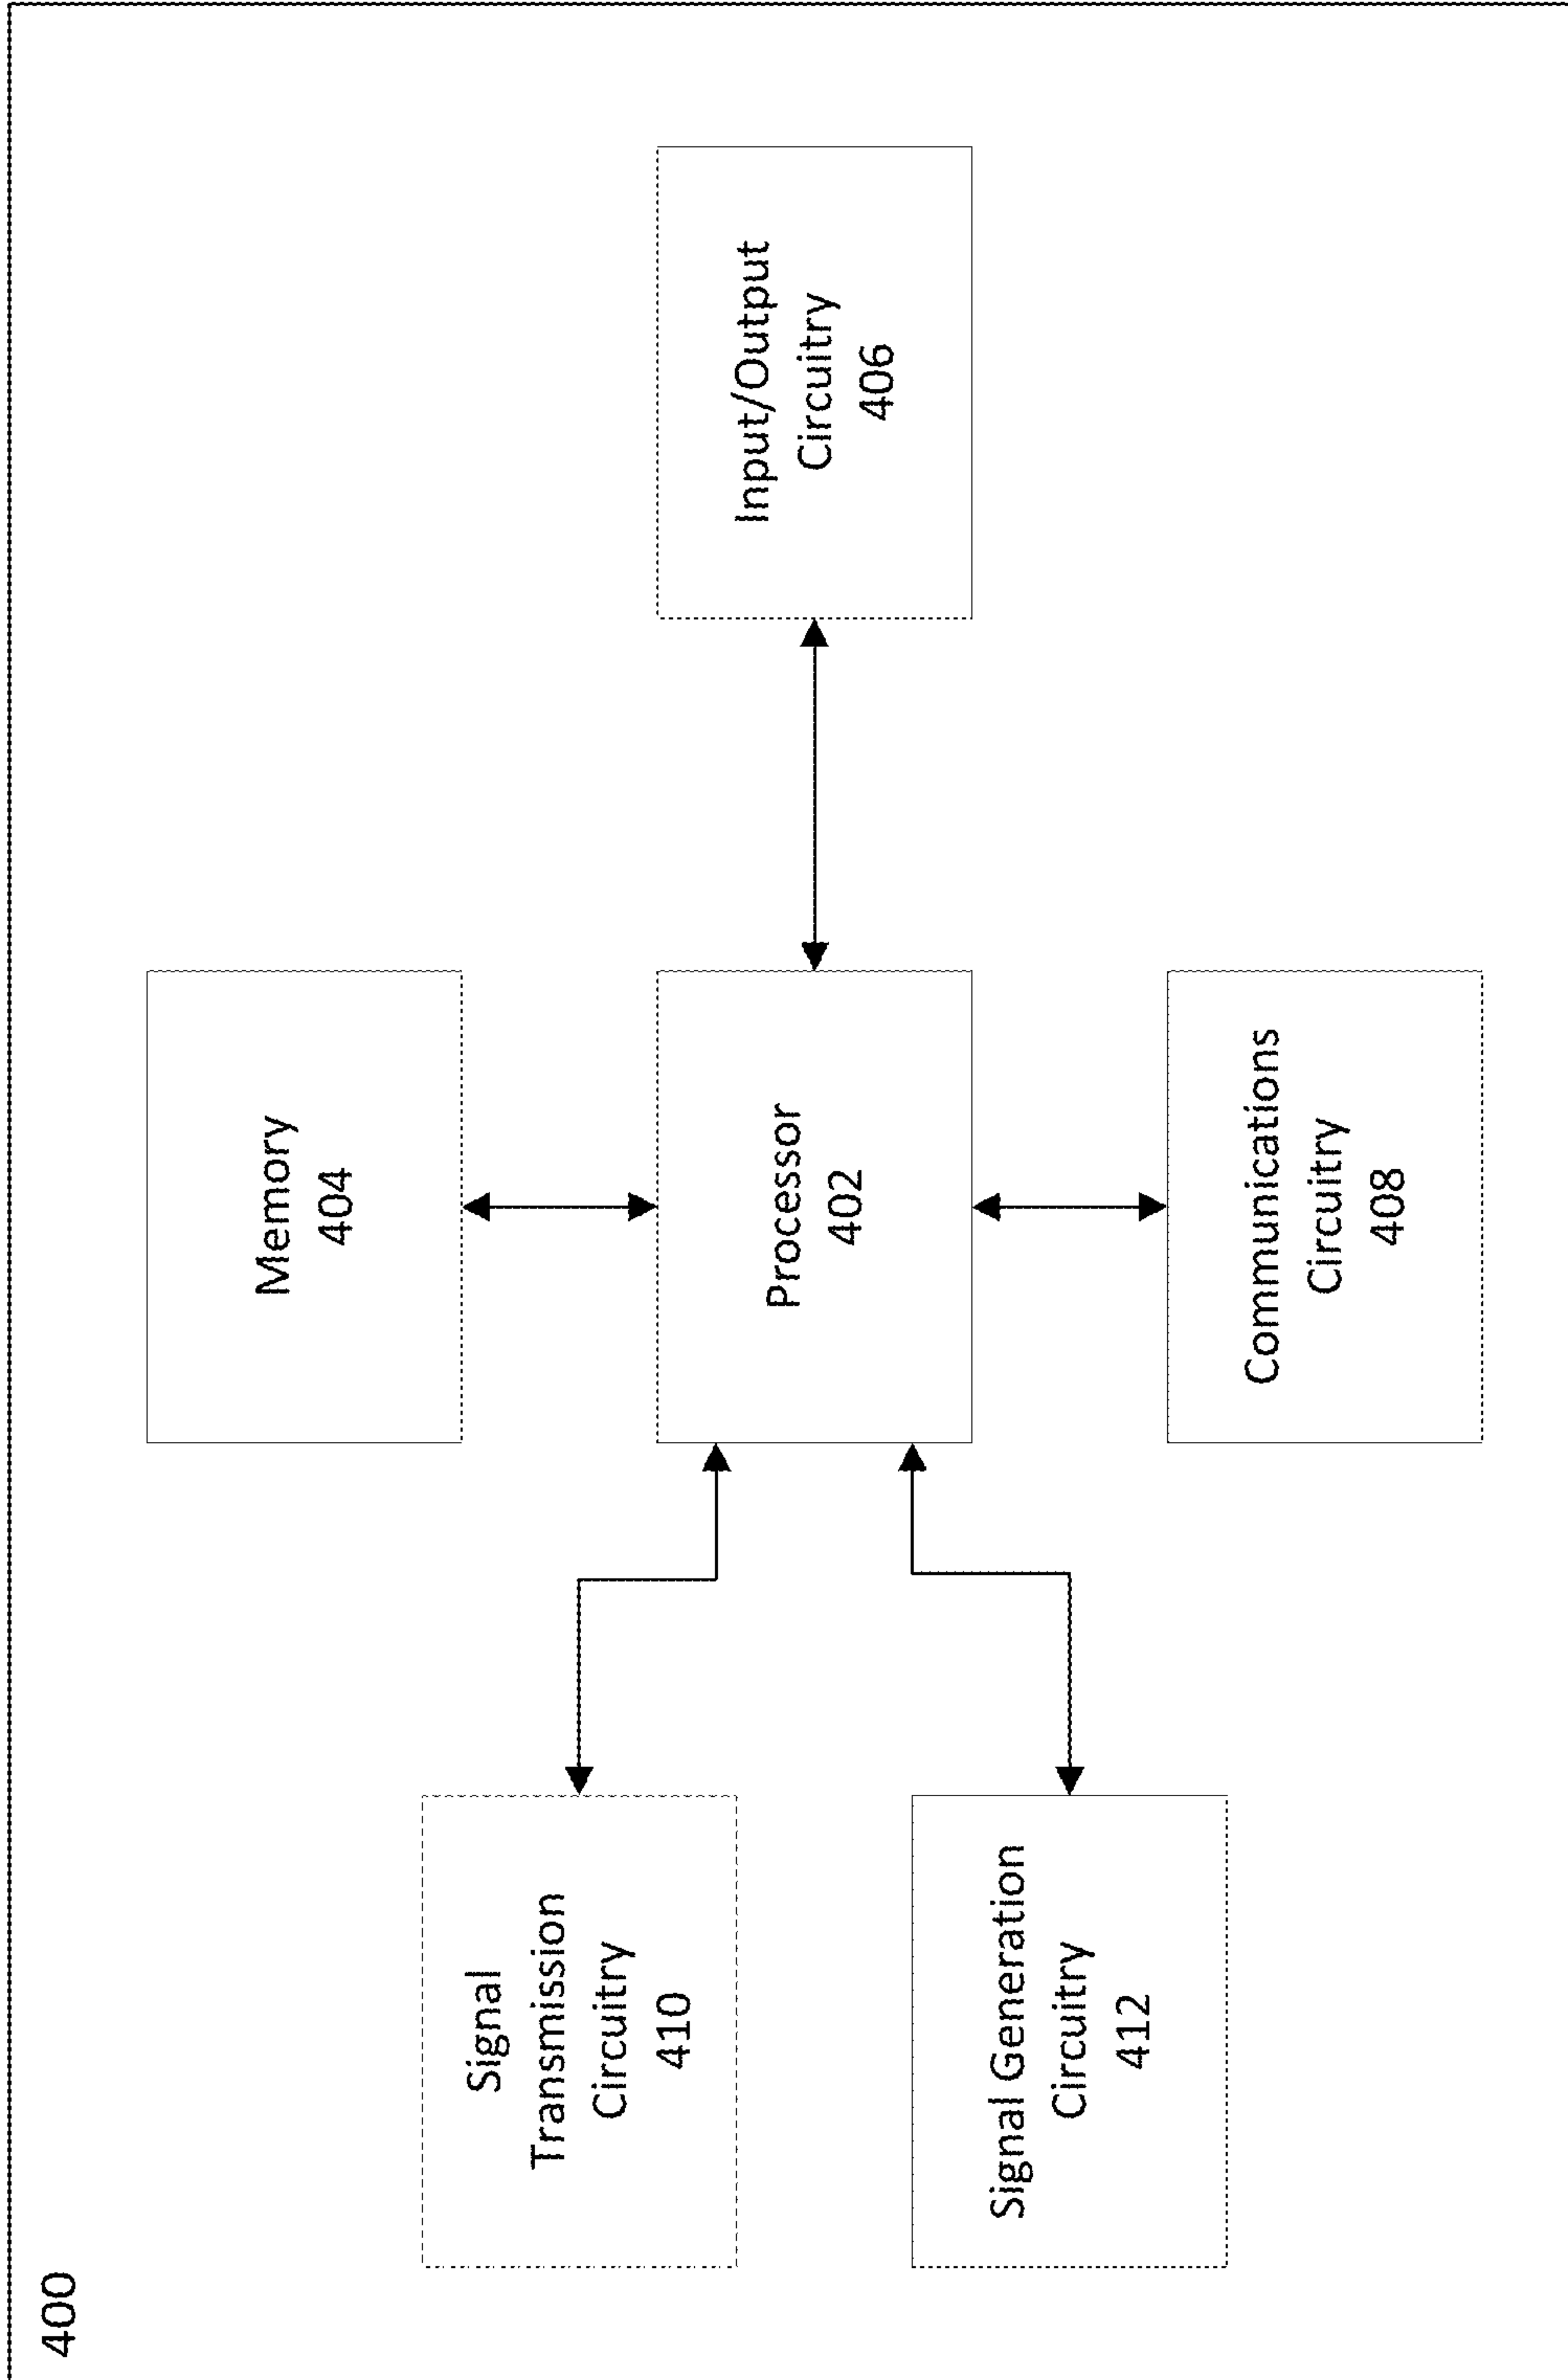 400
Memory
404
Signal
Transmission
Circuitry
410
Processor
402
Input/Output
Circuitry
406
Signal Generation
Circuitry
412
Communications
Circuitry
408